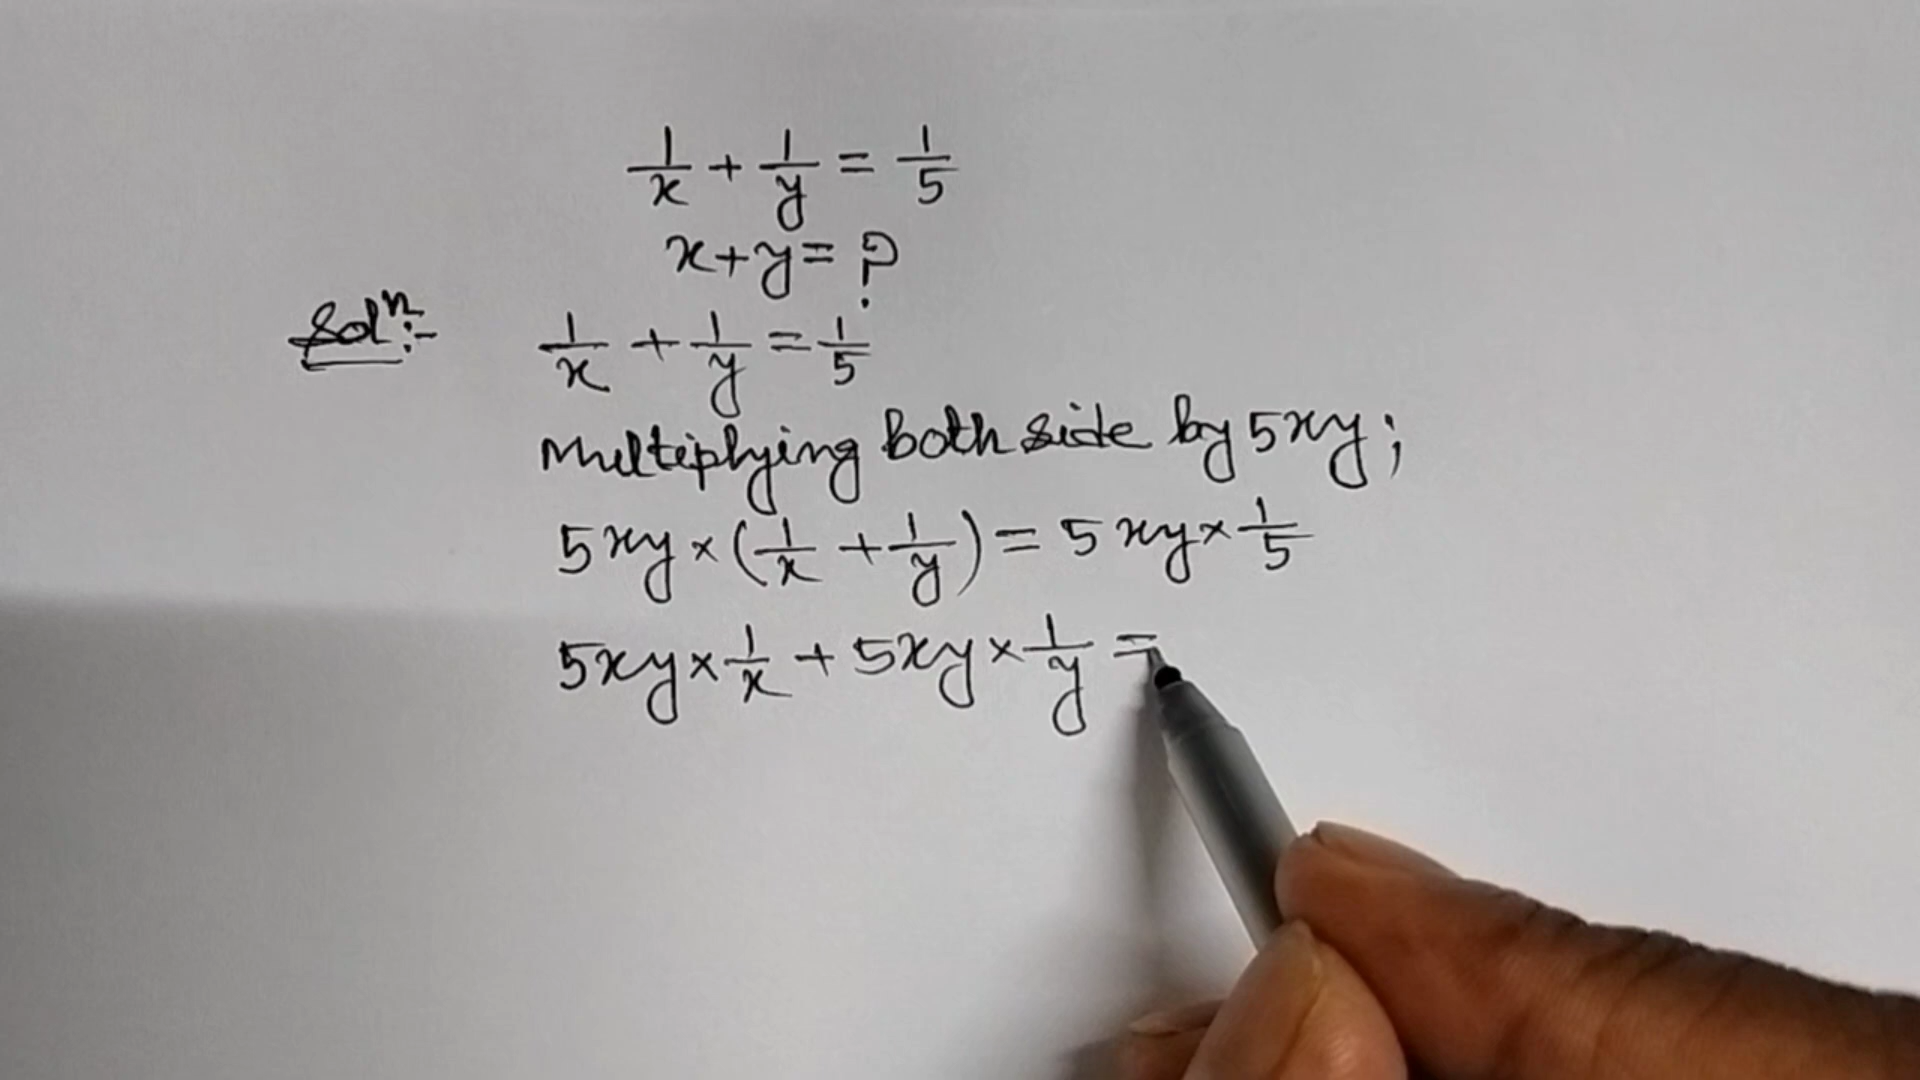 1/x + 1/y = 1/5
x+y = ?
Solⁿ:- 1/x + 1/y = 1/5
Multiplying both side by 5xy;
5xy × (1/x + 1/y) = 5xy × 1/5
5xy × 1/x + 5xy × 1/y =